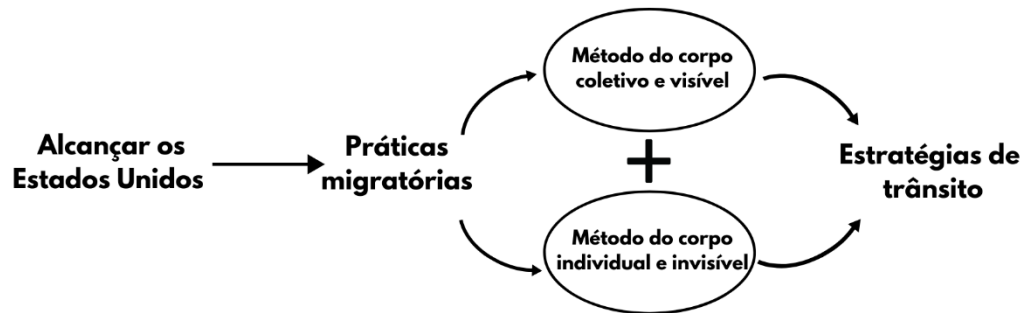 Alcançar os
Estados Unidos
Práticas
migratórias
Método do corpo
coletivo e visível
+
Método do corpo
individual e invisível
Estratégias de
trânsito